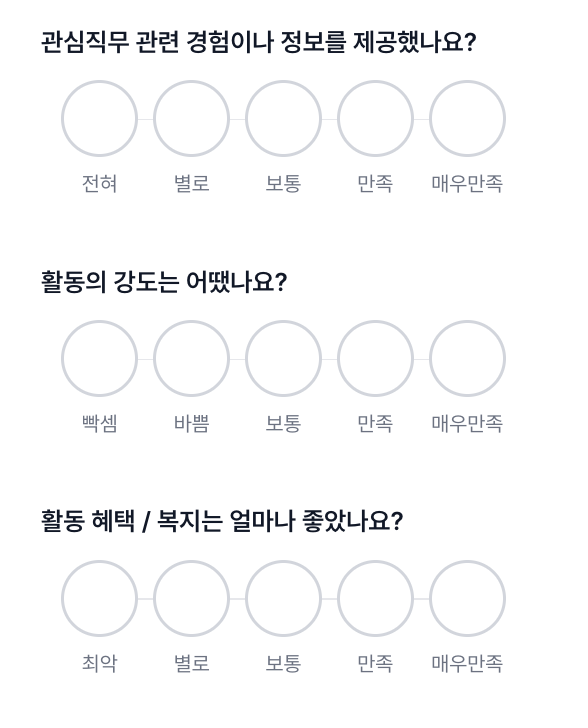 관심직무 관련 경험이나 정보를 제공했나요?
전혀 별로 보통 만족 매우만족
활동의 강도는 어땠나요?
빡셈 바쁨 보통 만족 매우만족
활동 혜택 / 복지는 얼마나 좋았나요?
최악 별로 보통 만족 매우만족